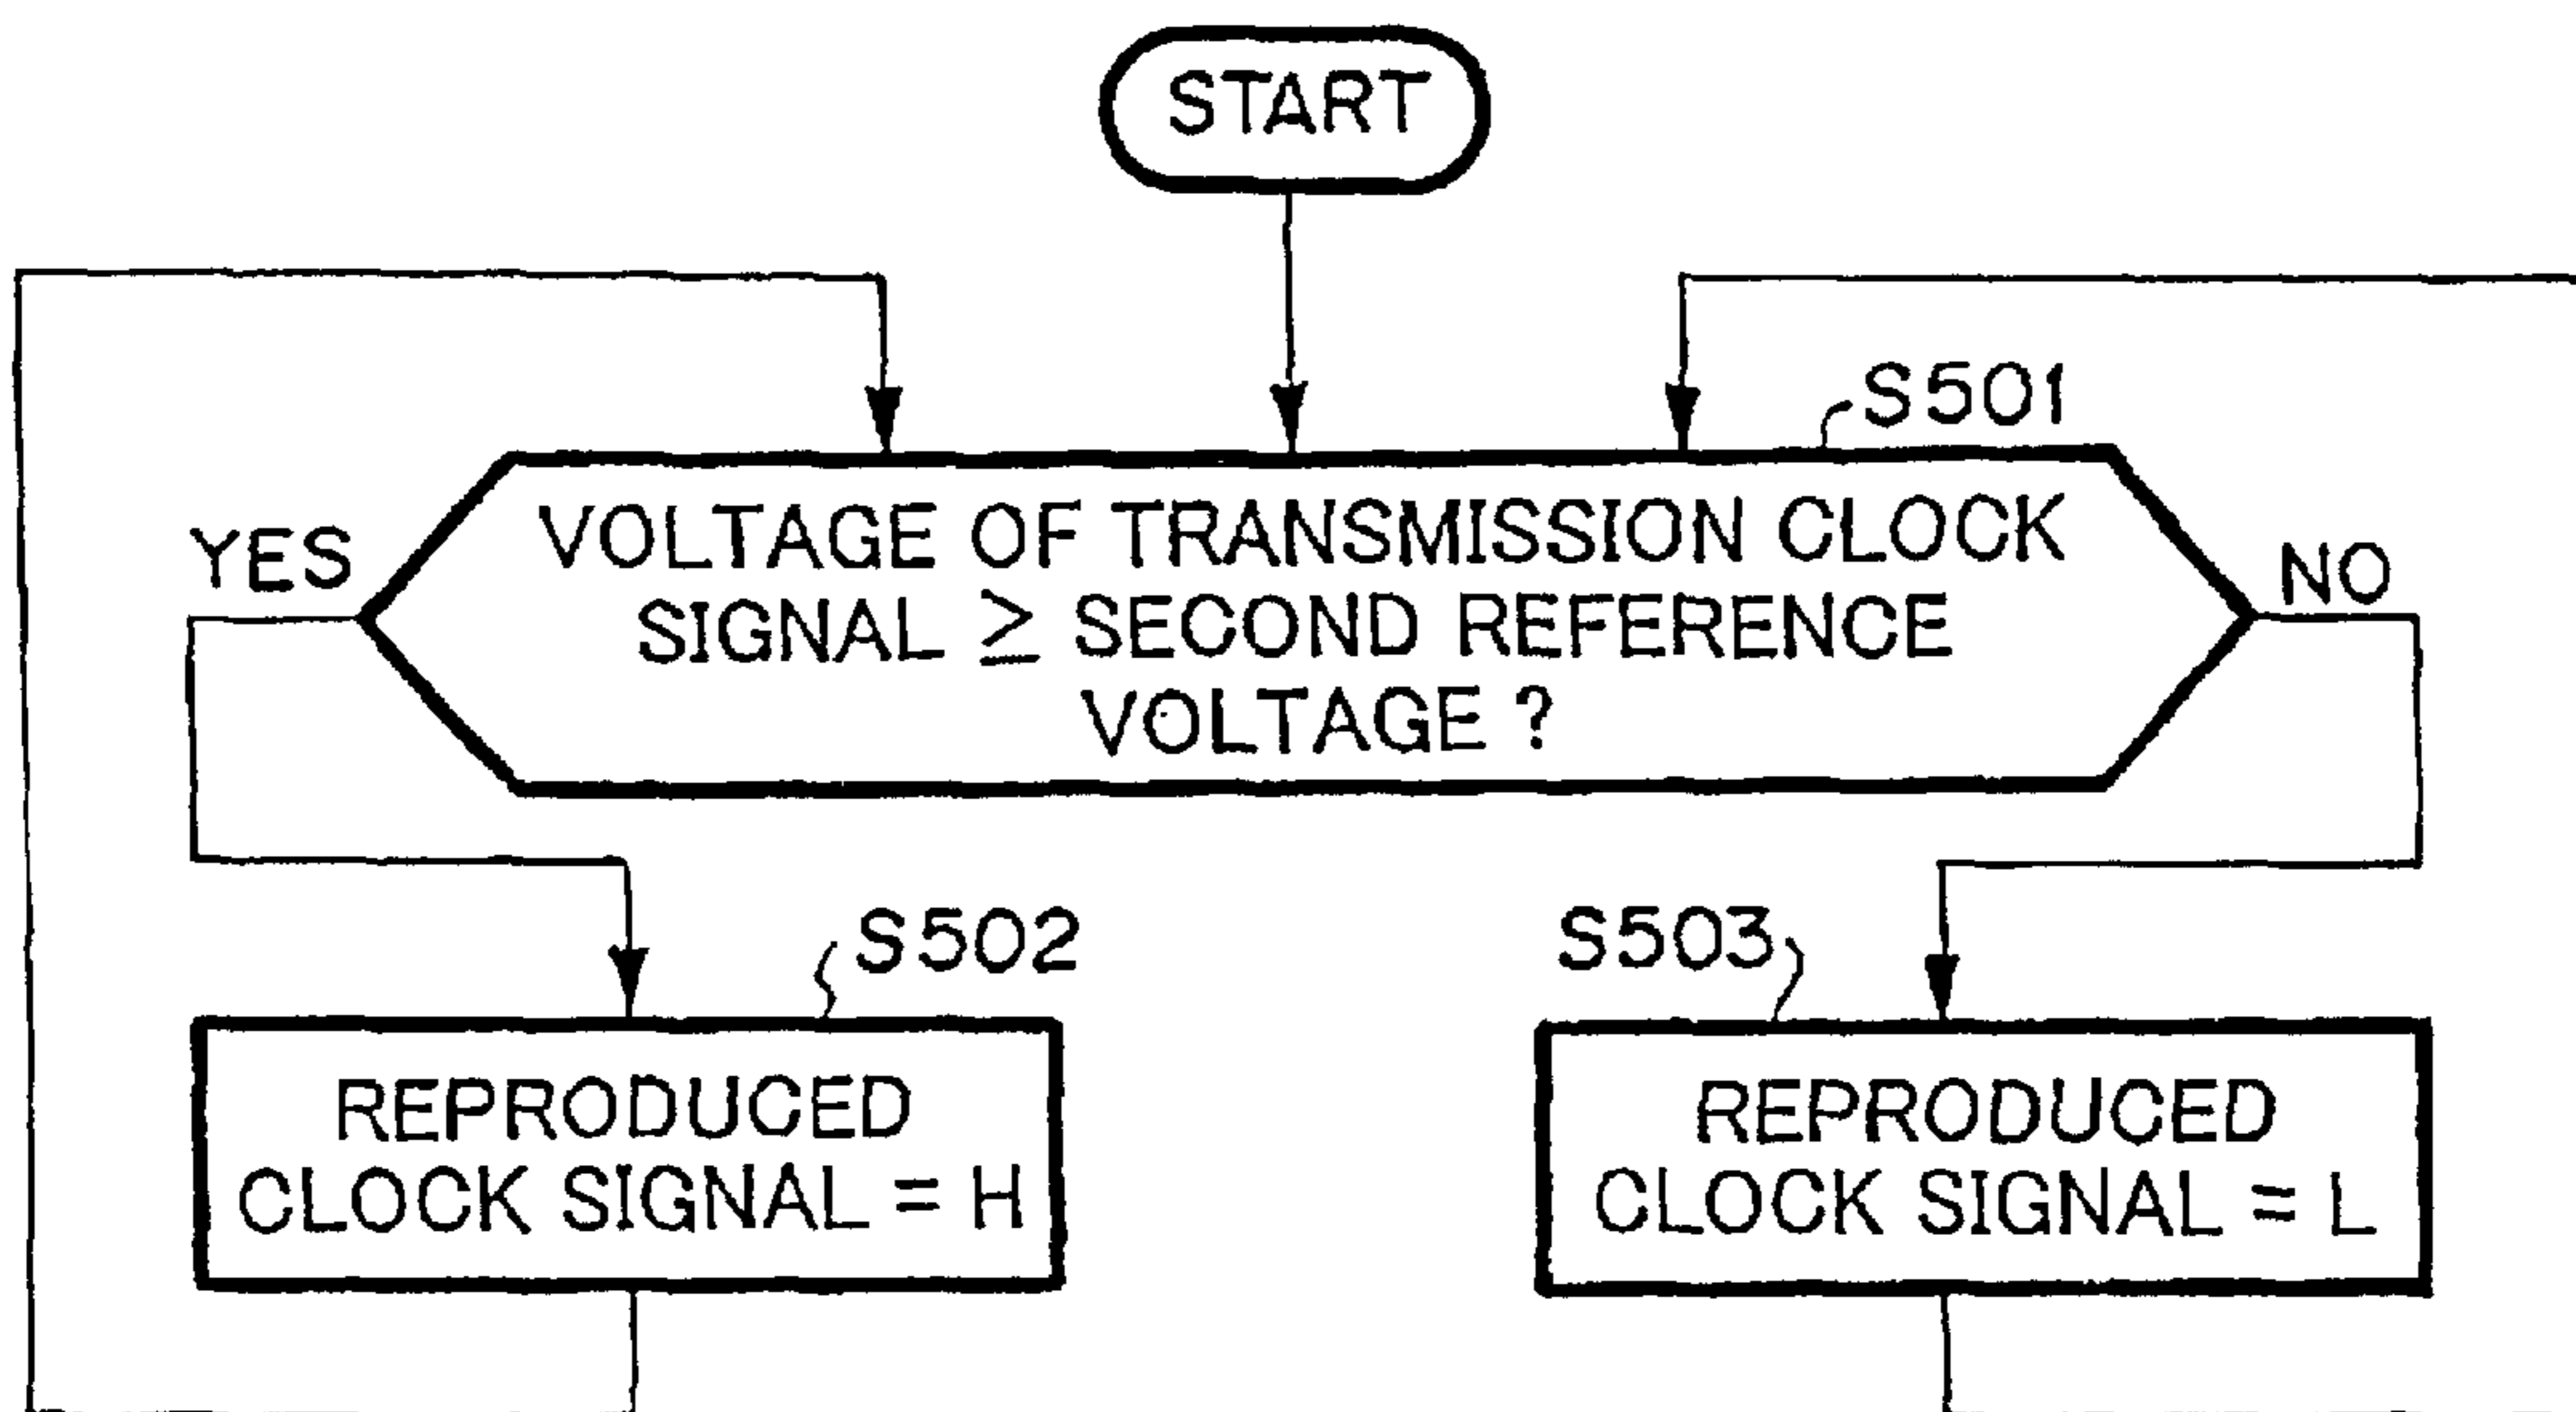 START
S501
YES
VOLTAGE OF TRANSMISSION CLOCK
SIGNAL ≥ SECOND REFERENCE
VOLTAGE ?
NO
S502
S503
REPRODUCED
CLOCK SIGNAL = H
REPRODUCED
CLOCK SIGNAL = L